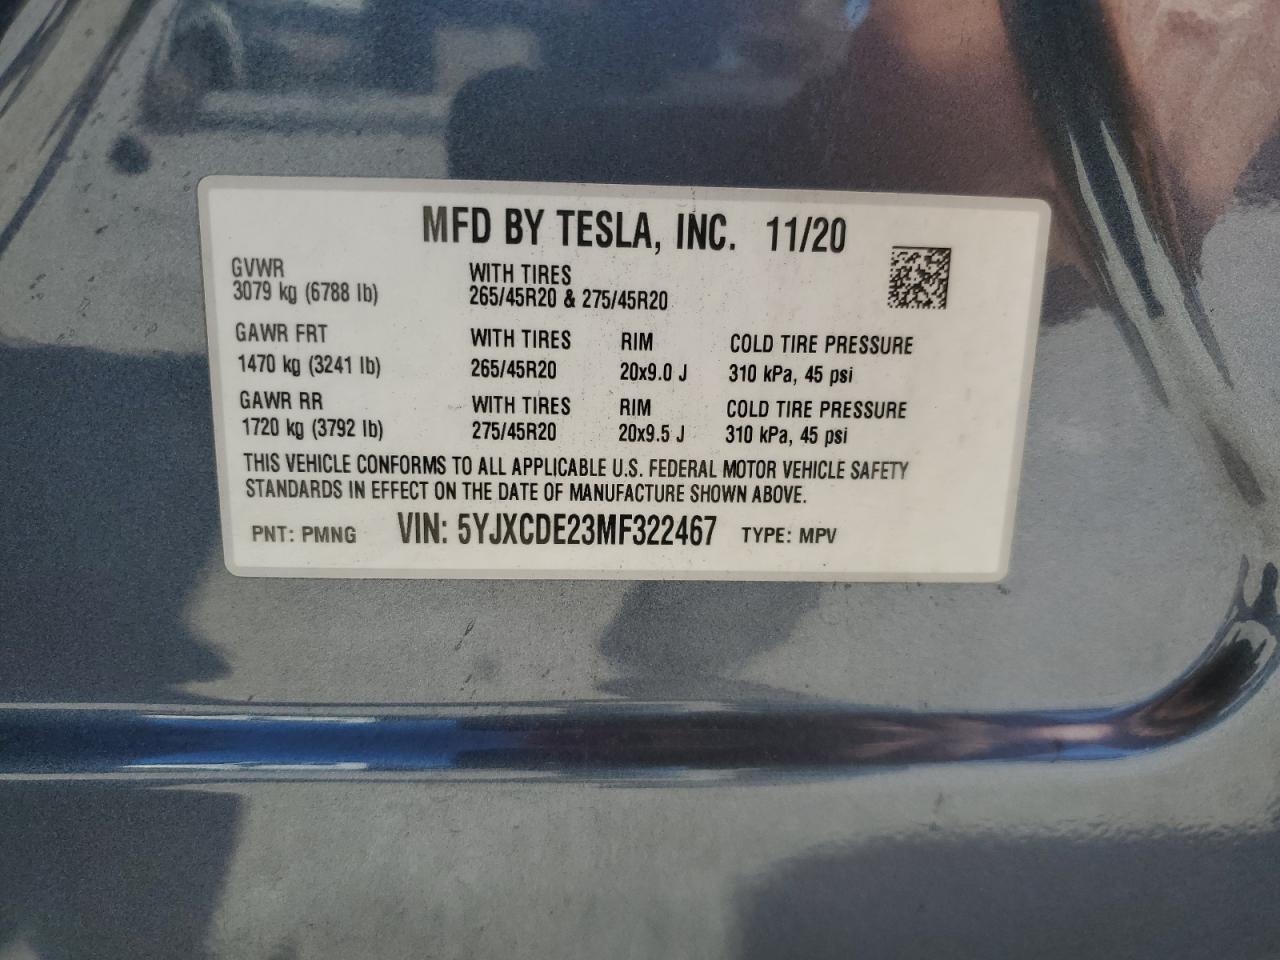 MFD BY TESLA, INC. 11/20
GVWR
3079 kg (6788 lb)
WITH TIRES
265/45R20 & 275/45R20
GAWR FRT WITH TIRES RIM COLD TIRE PRESSURE
1470 kg (3241 lb) 265/45R20 20x9.0 J 310 kPa, 45 psi
GAWR RR WITH TIRES RIM COLD TIRE PRESSURE
1720 kg (3792 lb) 275/45R20 20x9.5 J 310 kPa, 45 psi
THIS VEHICLE CONFORMS TO ALL APPLICABLE U.S. FEDERAL MOTOR VEHICLE SAFETY
STANDARDS IN EFFECT ON THE DATE OF MANUFACTURE SHOWN ABOVE.
PNT: PMNG VIN: 5YJXCDE23MF322467 TYPE: MPV